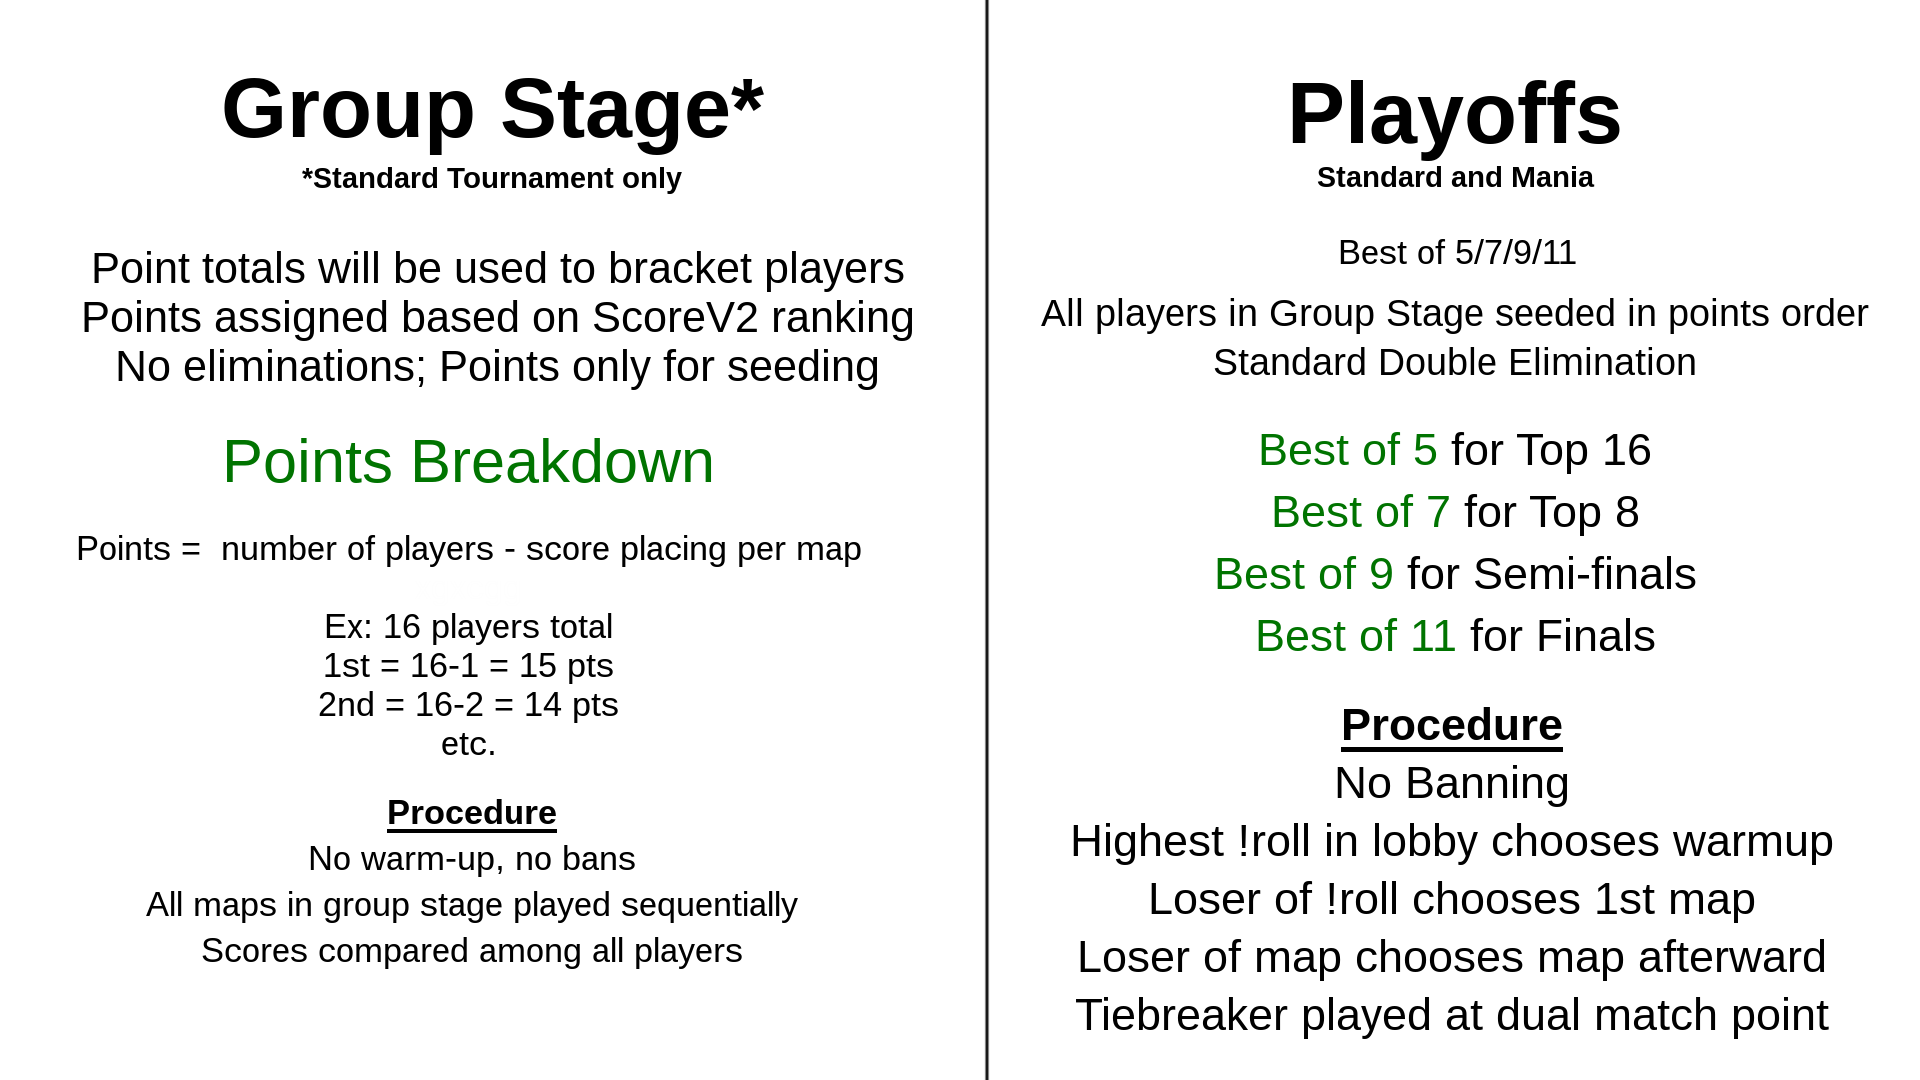 Group Stage*
*Standard Tournament only
Point totals will be used to bracket players
Points assigned based on ScoreV2 ranking
No eliminations; Points only for seeding
Points Breakdown
Points =  number of players - score placing per map
Ex: 16 players total
1st = 16-1 = 15 pts
2nd = 16-2 = 14 pts
etc.
Procedure
No warm-up, no bans
All maps in group stage played sequentially
Scores compared among all players
Playoffs
Standard and Mania
Best of 5/7/9/11
All players in Group Stage seeded in points order
Standard Double Elimination
Best of 5 for Top 16
Best of 7 for Top 8
Best of 9 for Semi-finals
Best of 11 for Finals
Procedure
No Banning
Highest !roll in lobby chooses warmup
Loser of !roll chooses 1st map
Loser of map chooses map afterward
Tiebreaker played at dual match point